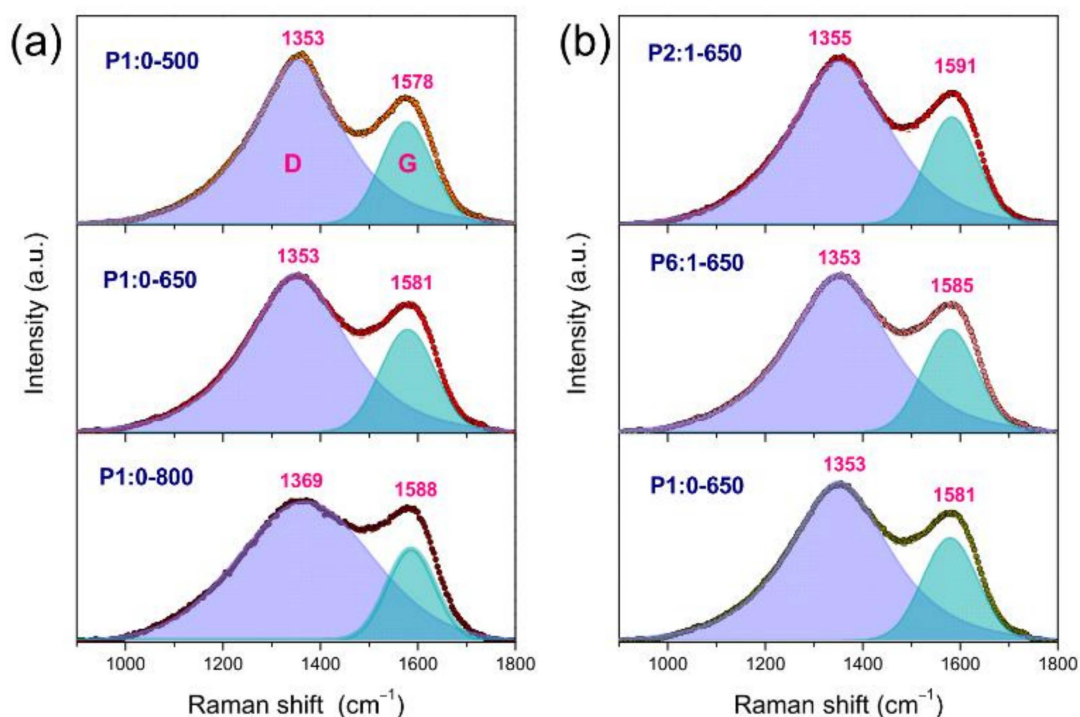 (a)
P1:0-500
1353
1578
D
G
P1:0-650
1353
1581
P1:0-800
1369
1588
Intensity (a.u.)
1000 1200 1400 1600 1800
Raman shift (cm⁻¹)
(b)
P2:1-650
1355
1591
P6:1-650
1353
1585
P1:0-650
1353
1581
Intensity (a.u.)
1000 1200 1400 1600 1800
Raman shift (cm⁻¹)